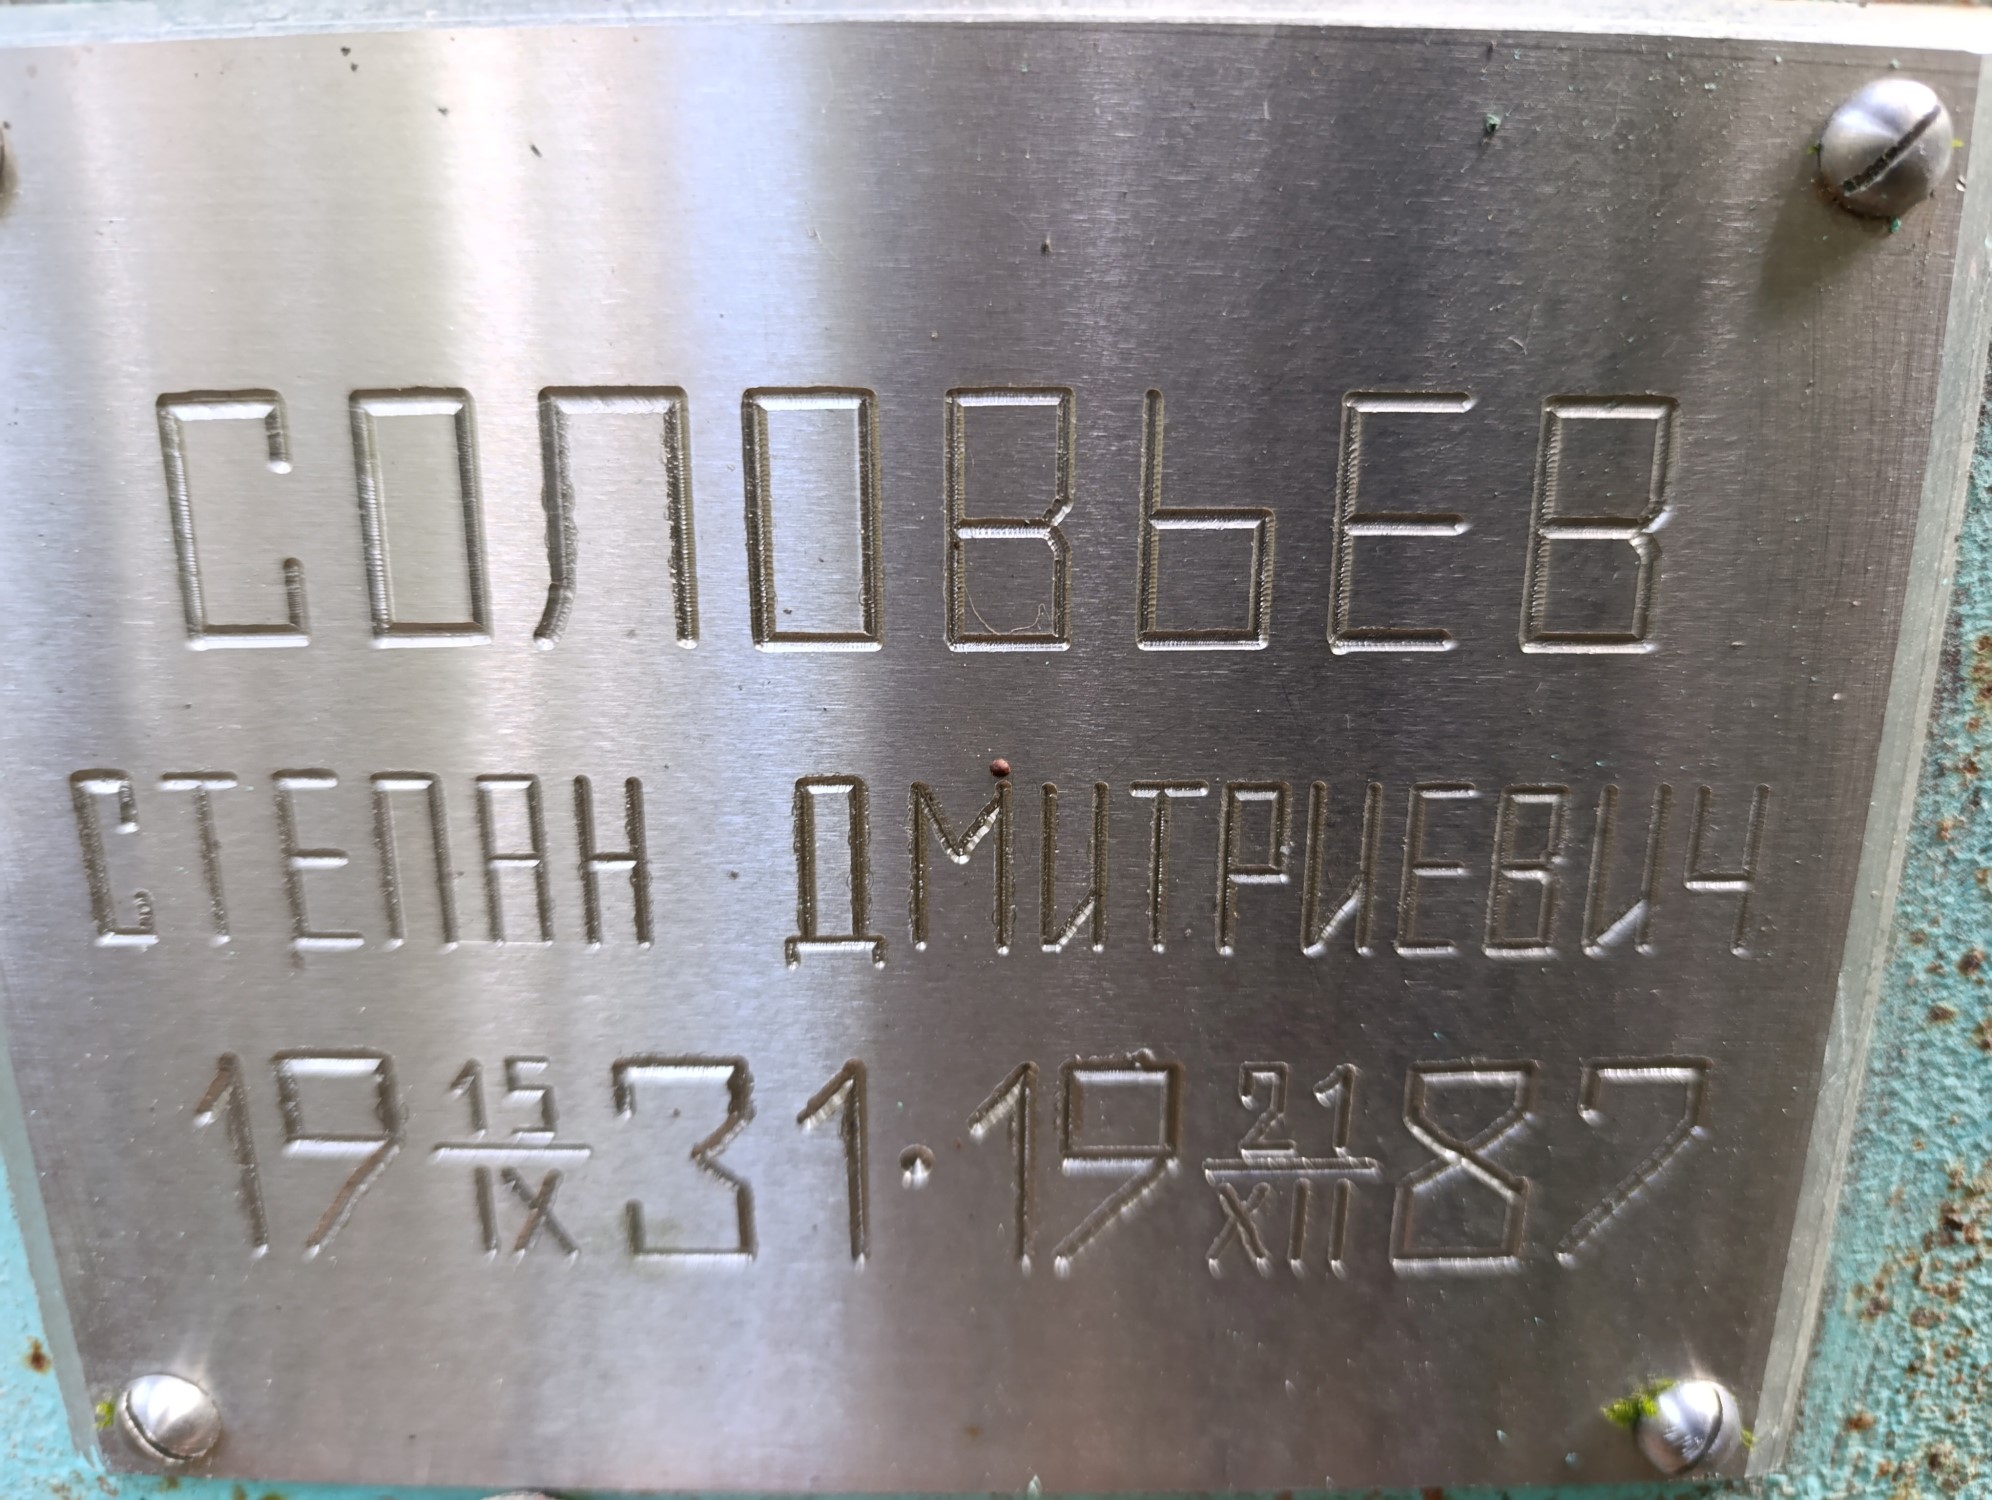 СОЛОВЬЕВ
СТЕПАН ДМИТРИЕВИЧ
19 15/IX 31 · 19 21/XII 87